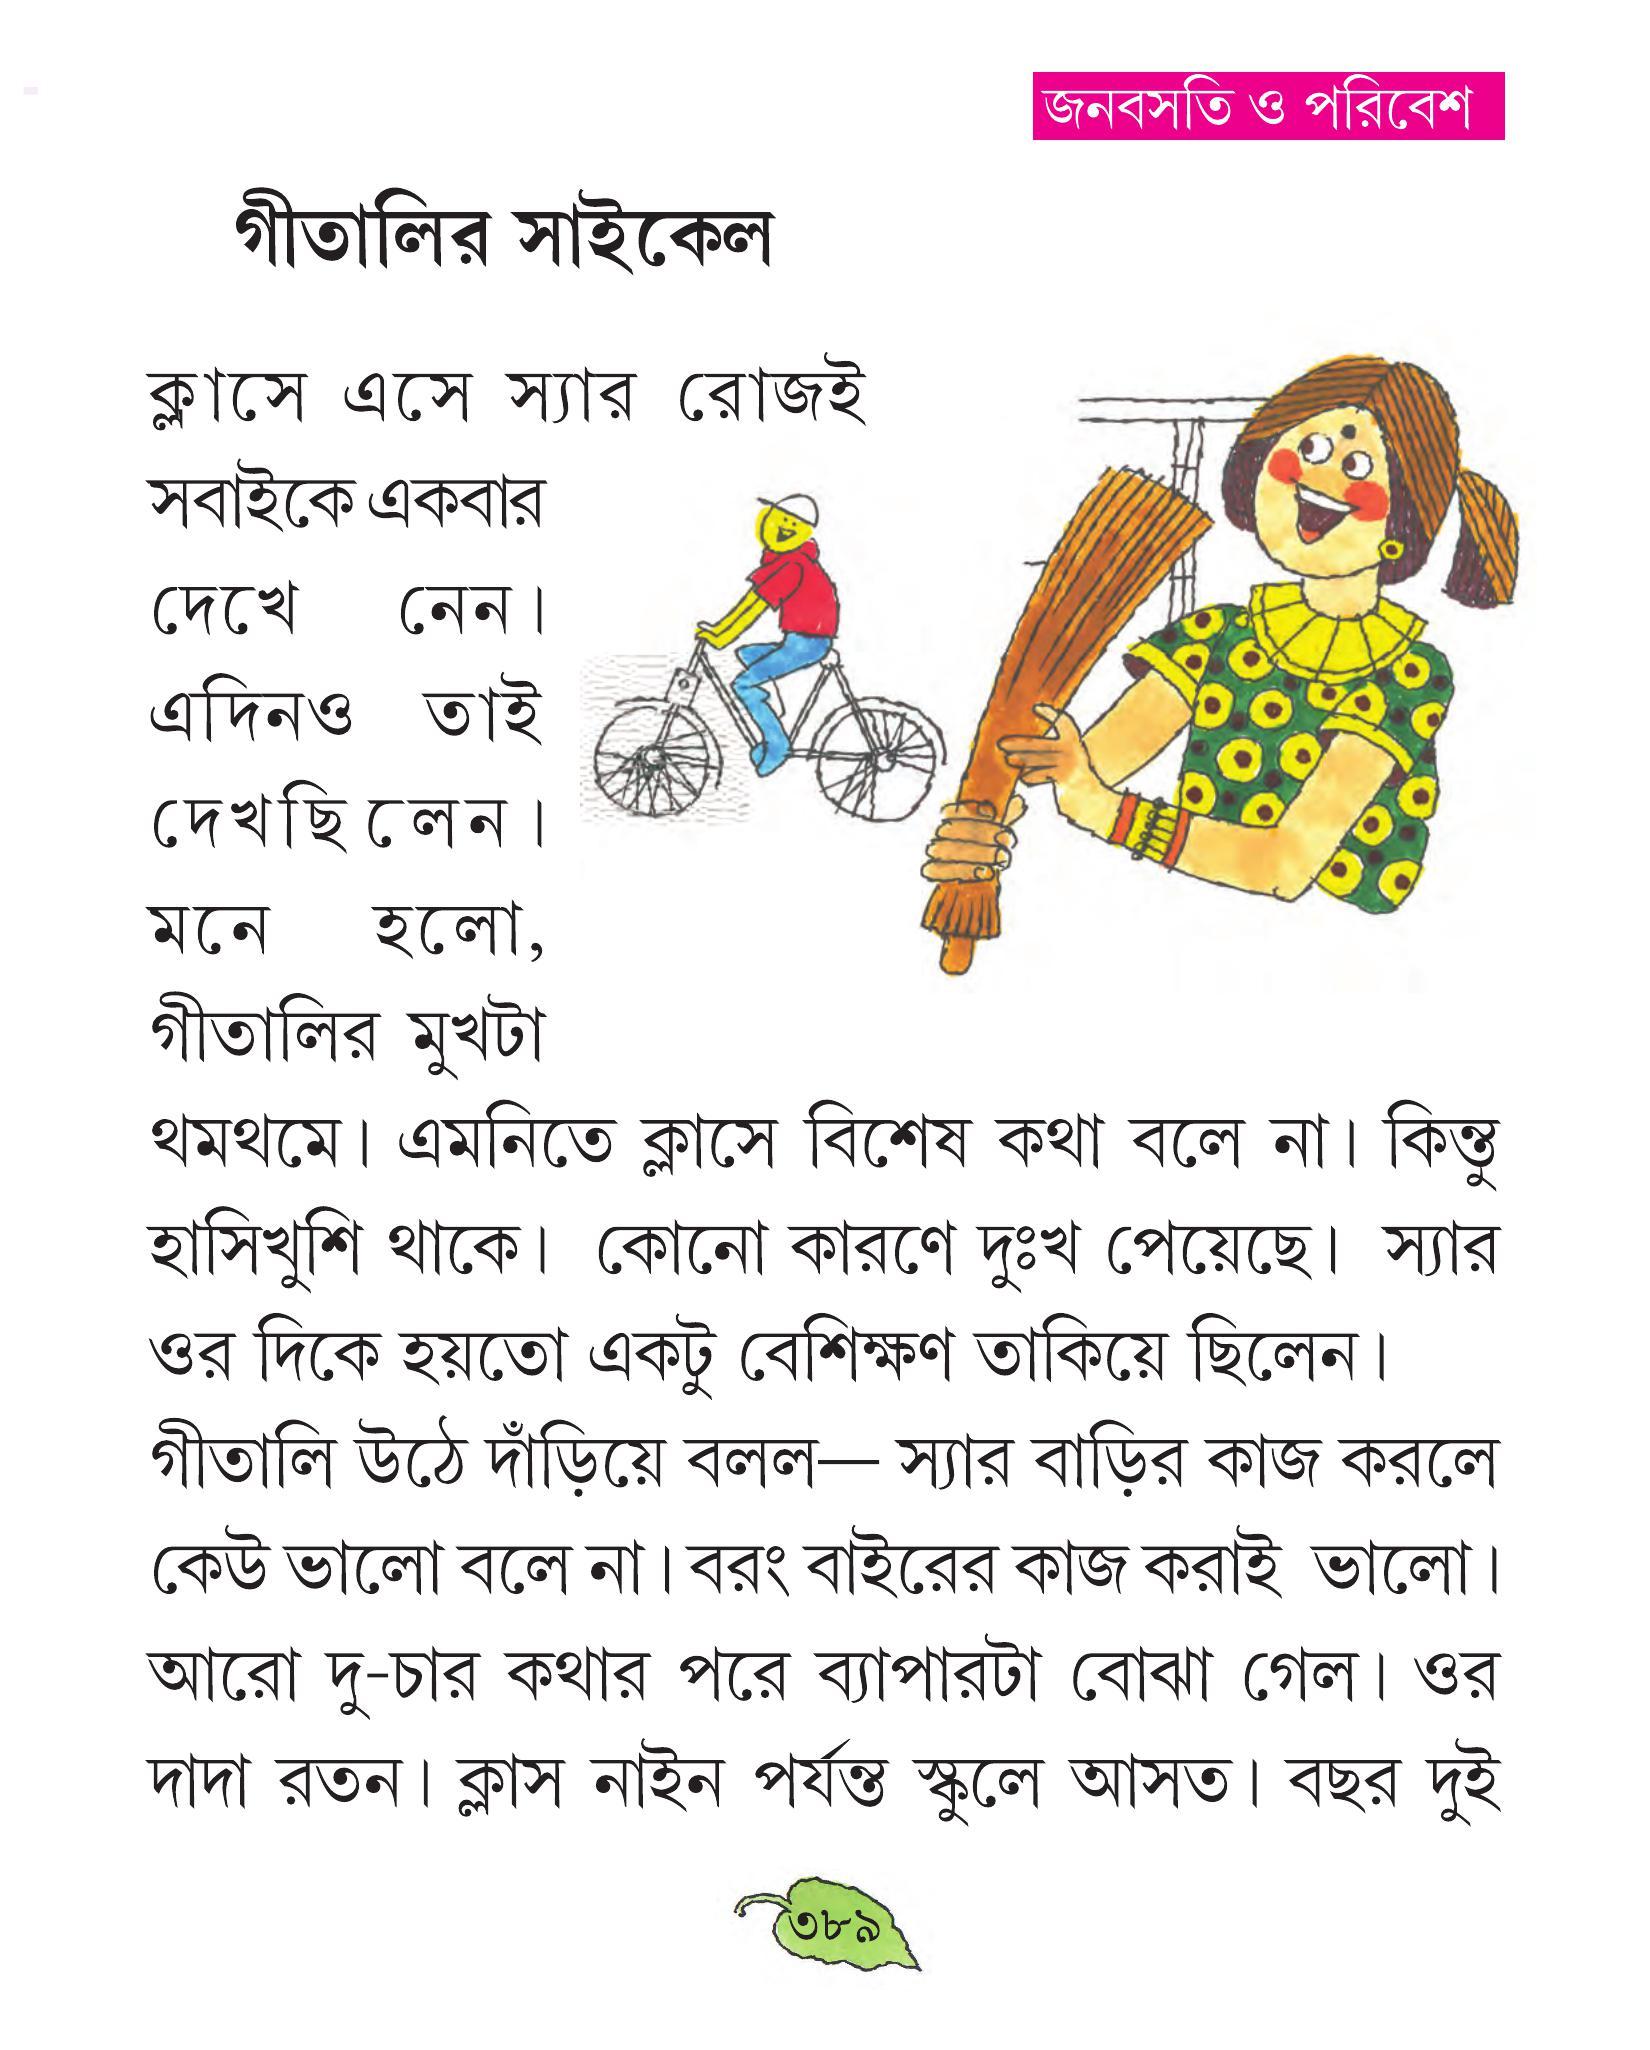 জনবসতি ও পরিবেশ
গীতালির সাইকেল
ক্লাসে এসে স্যার রোজই
সবাইকে একবার
দেখে নেন।
এদিনও তাই
দেখছিলেন।
মনে হলো,
গীতালির মুখটা
থমথমে। এমনিতে ক্লাসে বিশেষ কথা বলে না। কিন্তু
হাসিখুশি থাকে। কোনো কারণে দুঃখ পেয়েছে। স্যার
ওর দিকে হয়তো একটু বেশিক্ষণ তাকিয়ে ছিলেন।
গীতালি উঠে দাঁড়িয়ে বলল— স্যার বাড়ির কাজ করলে
কেউ ভালো বলে না। বরং বাইরের কাজ করাই ভালো।
আরো দু-চার কথার পরে ব্যাপারটা বোঝা গেল। ওর
দাদা রতন। ক্লাস নাইন পর্যন্ত স্কুলে আসত। বছর দুই
৩৮৯